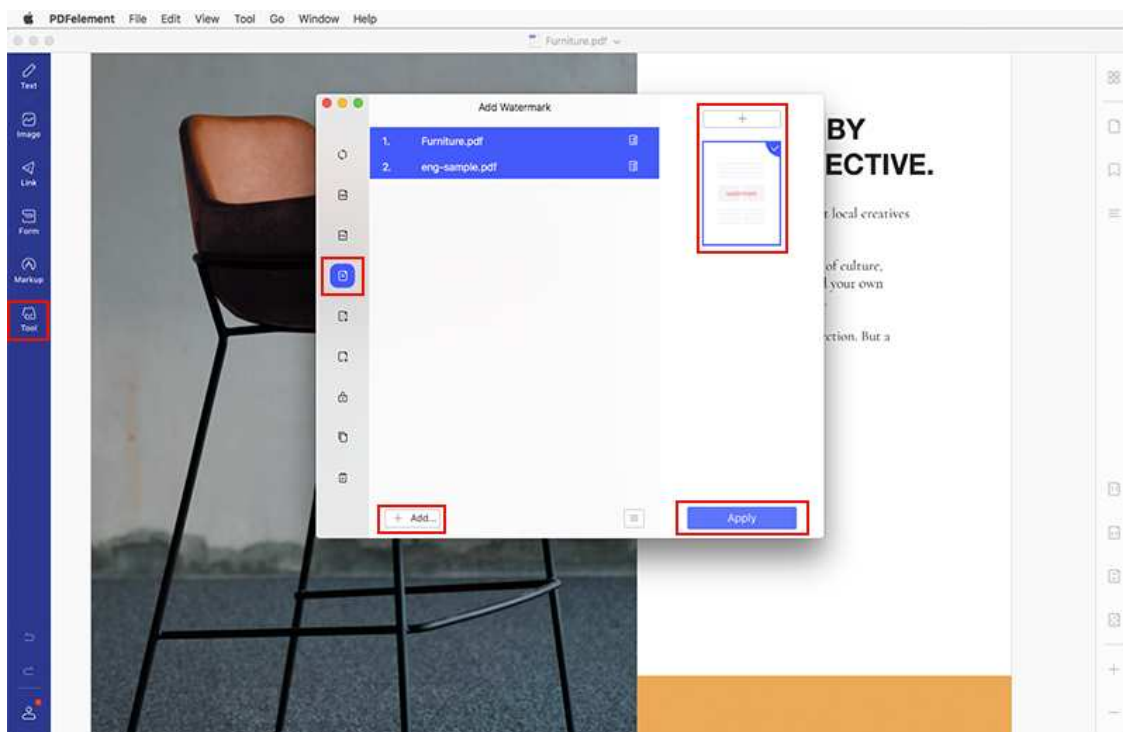 PDFelement File Edit View Tool Go Window Help
Furniture.pdf
Text
Image
Link
Form
Markup
Tool
Add Watermark
1. Furniture.pdf
2. eng-sample.pdf
+ Add...
+
watermark
Apply
BY
ECTIVE.
t local creatives
of culture,
l your own
ction. But a